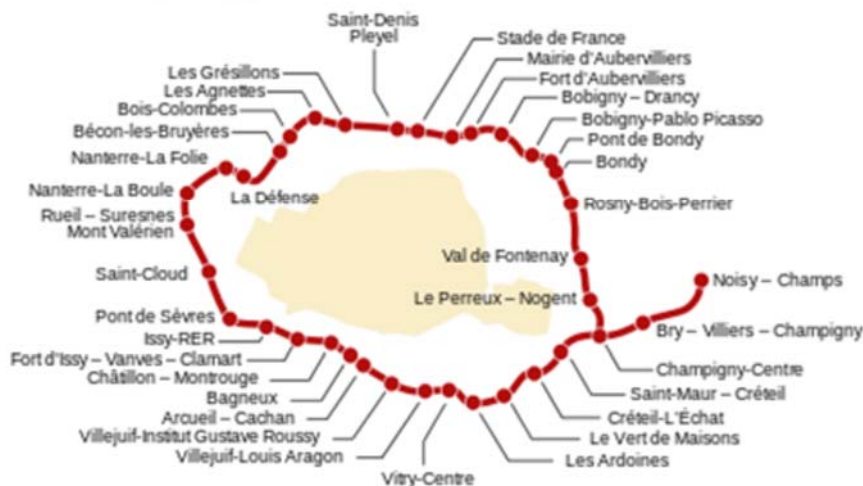 Saint-Denis
Pleyel
Stade de France
Mairie d'Aubervilliers
Les Grésillons
Fort d'Aubervilliers
Les Agnettes
Bobigny – Drancy
Bois-Colombes
Bobigny-Pablo Picasso
Bécon-les-Bruyères
Pont de Bondy
Nanterre-La Folie
Bondy
Nanterre-La Boule
La Défense
Rosny-Bois-Perrier
Rueil – Suresnes
Mont Valérien
Val de Fontenay
Saint-Cloud
Noisy – Champs
Le Perreux – Nogent
Pont de Sèvres
Bry – Villiers – Champigny
Issy-RER
Fort d'Issy – Vanves – Clamart
Champigny-Centre
Châtillon – Montrouge
Saint-Maur – Créteil
Bagneux
Arcueil – Cachan
Créteil-L'Échat
Villejuif-Institut Gustave Roussy
Le Vert de Maisons
Villejuif-Louis Aragon
Les Ardoines
Vitry-Centre